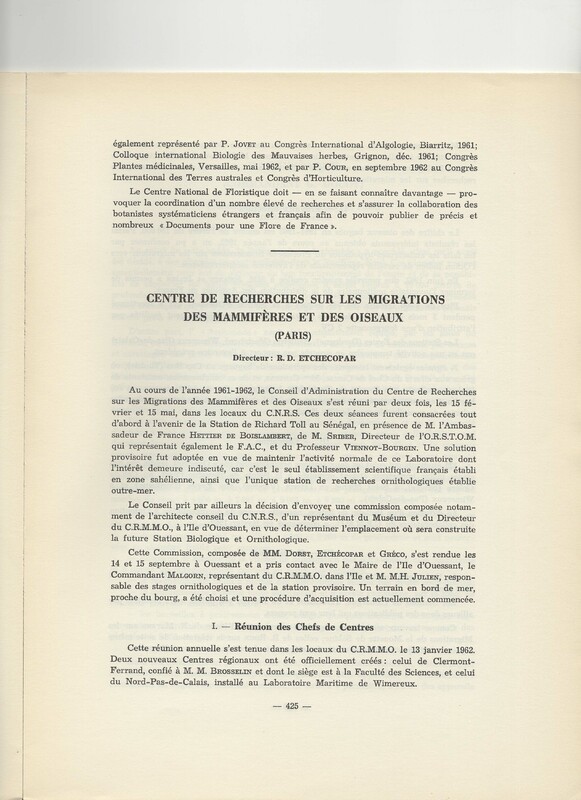 également représenté par P. JOVET au Congrès International d'Algologie, Biarritz, 1961;
Colloque international Biologie des Mauvaises herbes, Grignon, déc. 1961; Congrès
Plantes médicinales, Versailles, mai 1962, et par P. COUR, en septembre 1962 au Congrès
International des Terres australes et Congrès d'Horticulture.
Le Centre National de Floristique doit — en se faisant connaître davantage — pro-
voquer la coordination d'un nombre élevé de recherches et s'assurer la collaboration des
botanistes systématiciens étrangers et français afin de pouvoir publier de précis et
nombreux « Documents pour une Flore de France ».
CENTRE DE RECHERCHES SUR LES MIGRATIONS
DES MAMMIFÈRES ET DES OISEAUX
(PARIS)
Directeur : R. D. ETCHECOPAR
Au cours de l'année 1961-1962, le Conseil d'Administration du Centre de Recherches
sur les Migrations des Mammifères et des Oiseaux s'est réuni par deux fois, les 15 fé-
vrier et 15 mai, dans les locaux du C.N.R.S. Ces deux séances furent consacrées tout
d'abord à l'avenir de la Station de Richard Toll au Sénégal, en présence de M. l'Ambas-
sadeur de France HETTIER DE BOISLAMBERT, de M. SRIBER, Directeur de l'O.R.S.T.O.M.
qui représentait également le F.A.C., et du Professeur VIENNOT-BOURGIN. Une solution
provisoire fut adoptée en vue de maintenir l'activité normale de ce Laboratoire dont
l'intérêt demeure indiscuté, car c'est le seul établissement scientifique français établi
en zone sahélienne, ainsi que l'unique station de recherches ornithologiques établie
outre-mer.
Le Conseil prit par ailleurs la décision d'envoyer une commission composée notam-
ment de l'architecte conseil du C.N.R.S., d'un représentant du Muséum et du Directeur
du C.R.M.M.O., à l'Ile d'Ouessant, en vue de déterminer l'emplacement où sera construite
la future Station Biologique et Ornithologique.
Cette Commission, composée de MM. DORST, ETCHÉCOPAR et GRÉCO, s'est rendue les
14 et 15 septembre à Ouessant et a pris contact avec le Maire de l'Ile d'Ouessant, le
Commandant MALGORN, représentant du C.R.M.M.O. dans l'Ile et M. M.H. JULIEN, respon-
sable des stages ornithologiques et de la station provisoire. Un terrain en bord de mer,
proche du bourg, a été choisi et une procédure d'acquisition est actuellement commencée.
I. — Réunion des Chefs de Centres
Cette réunion annuelle s'est tenue dans les locaux du C.R.M.M.O. le 13 janvier 1962.
Deux nouveaux Centres régionaux ont été officiellement créés : celui de Clermont-
Ferrand, confié à M. M. BROSSELIN et dont le siège est à la Faculté des Sciences, et celui
du Nord-Pas-de-Calais, installé au Laboratoire Maritime de Wimereux.
— 425 —